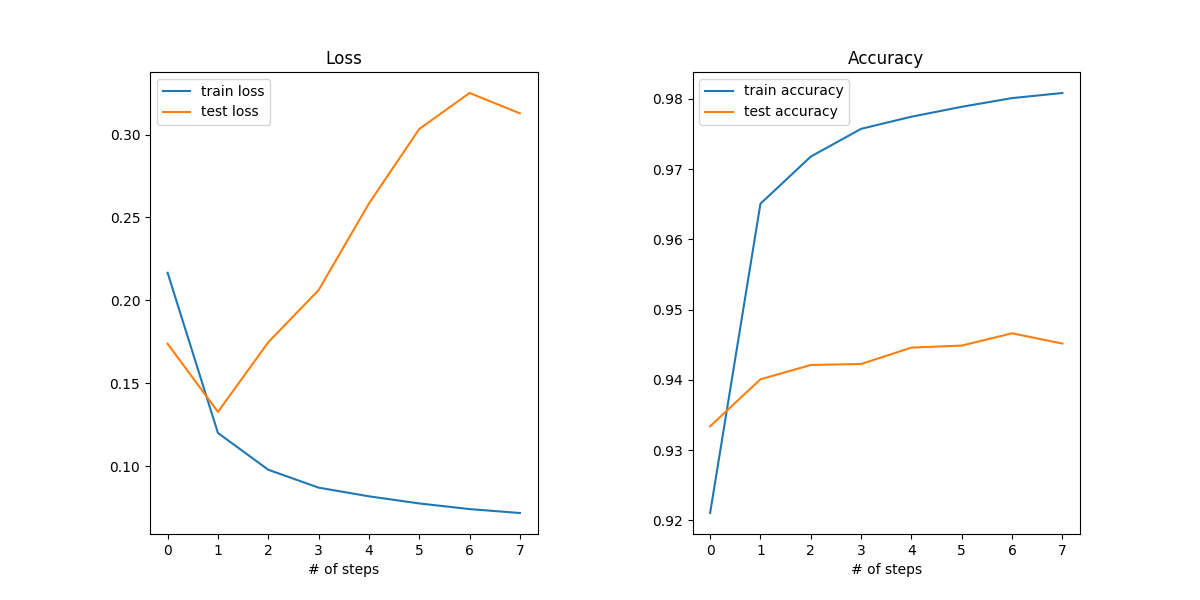 Loss
train loss
test loss
0.30
0.25
0.20
0.15
0.10
0 1 2 3 4 5 6 7
# of steps
Accuracy
train accuracy
test accuracy
0.98
0.97
0.96
0.95
0.94
0.93
0.92
0 1 2 3 4 5 6 7
# of steps